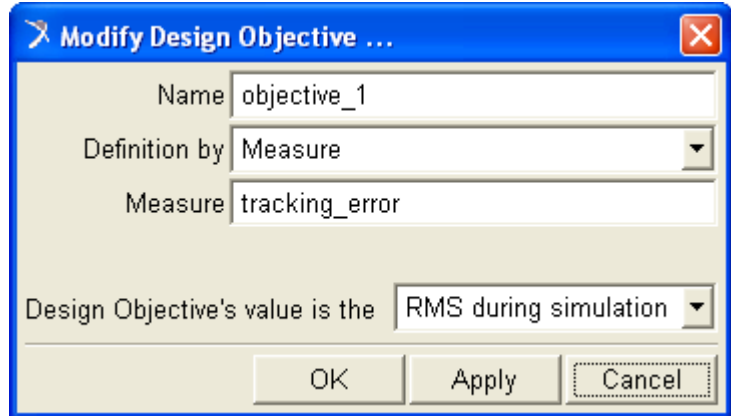 Modify Design Objective ...
Name objective_1
Definition by Measure
Measure tracking_error
Design Objective's value is the RMS during simulation
OK Apply Cancel